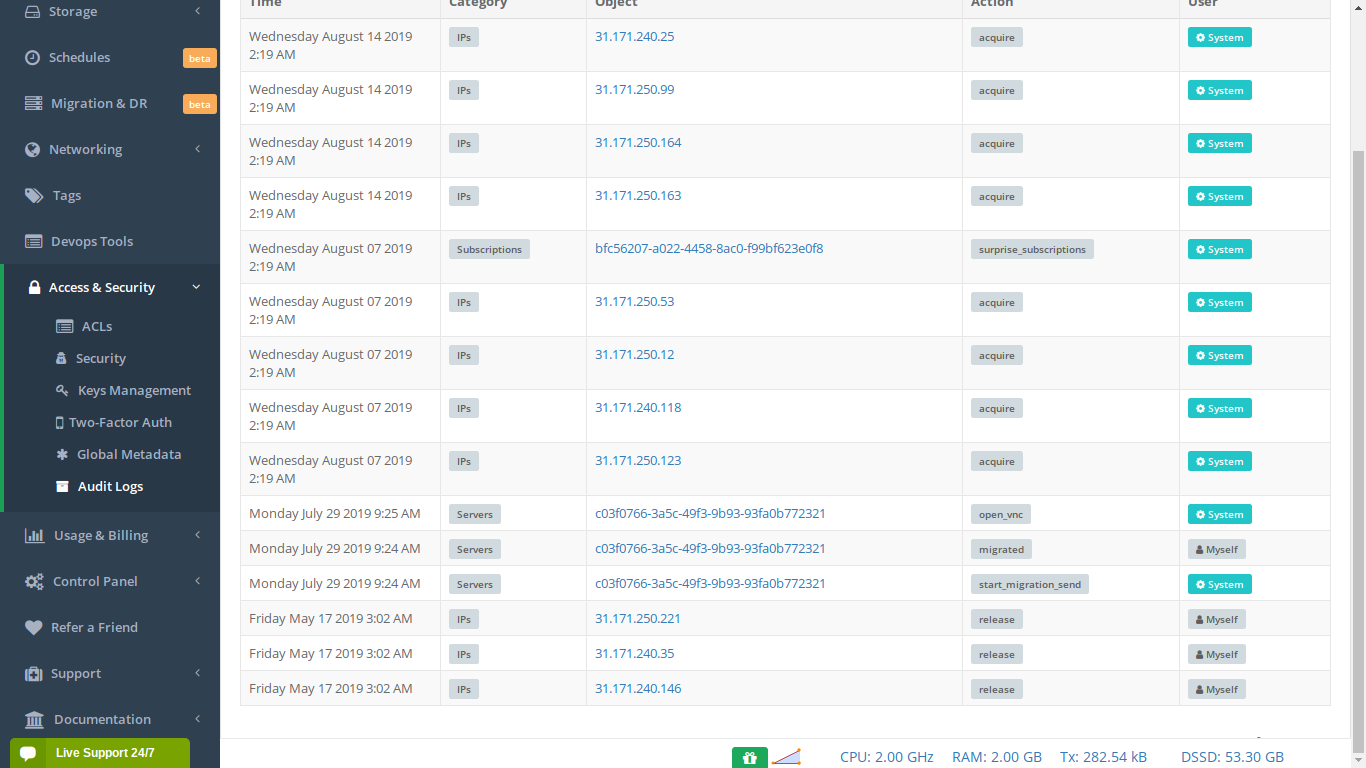 Storage
Schedules beta
Migration & DR beta
Networking
Tags
Devops Tools
Access & Security
ACLs
Security
Keys Management
Two-Factor Auth
Global Metadata
Audit Logs
Usage & Billing
Control Panel
Refer a Friend
Support
Documentation
Live Support 24/7
Time Category Object Action User
Wednesday August 14 2019 IPs 31.171.240.25 acquire System
2:19 AM
Wednesday August 14 2019 IPs 31.171.250.99 acquire System
2:19 AM
Wednesday August 14 2019 IPs 31.171.250.164 acquire System
2:19 AM
Wednesday August 14 2019 IPs 31.171.250.163 acquire System
2:19 AM
Wednesday August 07 2019 Subscriptions bfc56207-a022-4458-8ac0-f99bf623e0f8 surprise_subscriptions System
2:19 AM
Wednesday August 07 2019 IPs 31.171.250.53 acquire System
2:19 AM
Wednesday August 07 2019 IPs 31.171.250.12 acquire System
2:19 AM
Wednesday August 07 2019 IPs 31.171.240.118 acquire System
2:19 AM
Wednesday August 07 2019 IPs 31.171.250.123 acquire System
2:19 AM
Monday July 29 2019 9:25 AM Servers c03f0766-3a5c-49f3-9b93-93fa0b772321 open_vnc System
Monday July 29 2019 9:24 AM Servers c03f0766-3a5c-49f3-9b93-93fa0b772321 migrated Myself
Monday July 29 2019 9:24 AM Servers c03f0766-3a5c-49f3-9b93-93fa0b772321 start_migration_send System
Friday May 17 2019 3:02 AM IPs 31.171.250.221 release Myself
Friday May 17 2019 3:02 AM IPs 31.171.240.35 release Myself
Friday May 17 2019 3:02 AM IPs 31.171.240.146 release Myself
CPU: 2.00 GHz RAM: 2.00 GB Tx: 282.54 kB DSSD: 53.30 GB